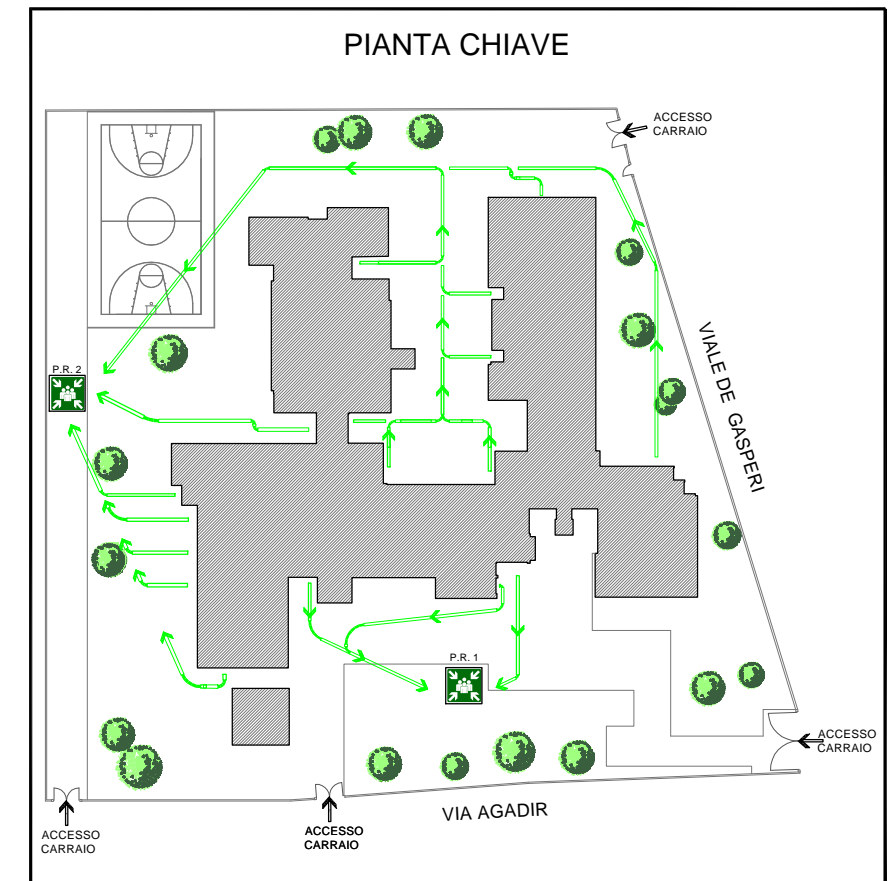 PIANTA CHIAVE
ACCESSO
CARRAIO
P.R. 2
VIALE DE GASPERI
P.R. 1
ACCESSO
CARRAIO
VIA AGADIR
ACCESSO
CARRAIO
ACCESSO
CARRAIO